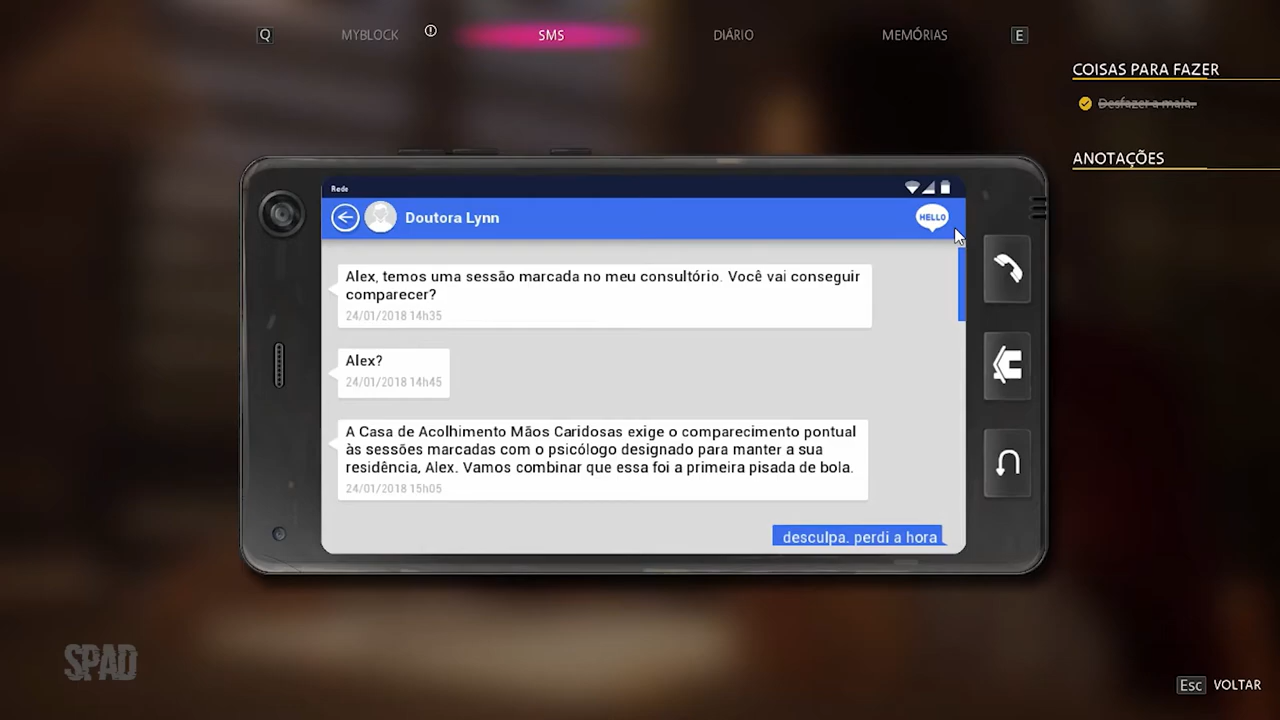 Q
MYBLOCK
SMS
DIÁRIO
MEMÓRIAS
E
COISAS PARA FAZER
Desfazer a mala.
ANOTAÇÕES
Rede
Doutora Lynn
HELLO
Alex, temos uma sessão marcada no meu consultório. Você vai conseguir
comparecer?
24/01/2018 14h35
Alex?
24/01/2018 14h45
A Casa de Acolhimento Mãos Caridosas exige o comparecimento pontual
às sessões marcadas com o psicólogo designado para manter a sua
residência, Alex. Vamos combinar que essa foi a primeira pisada de bola.
24/01/2018 15h05
desculpa. perdi a hora
SPAD
Esc VOLTAR